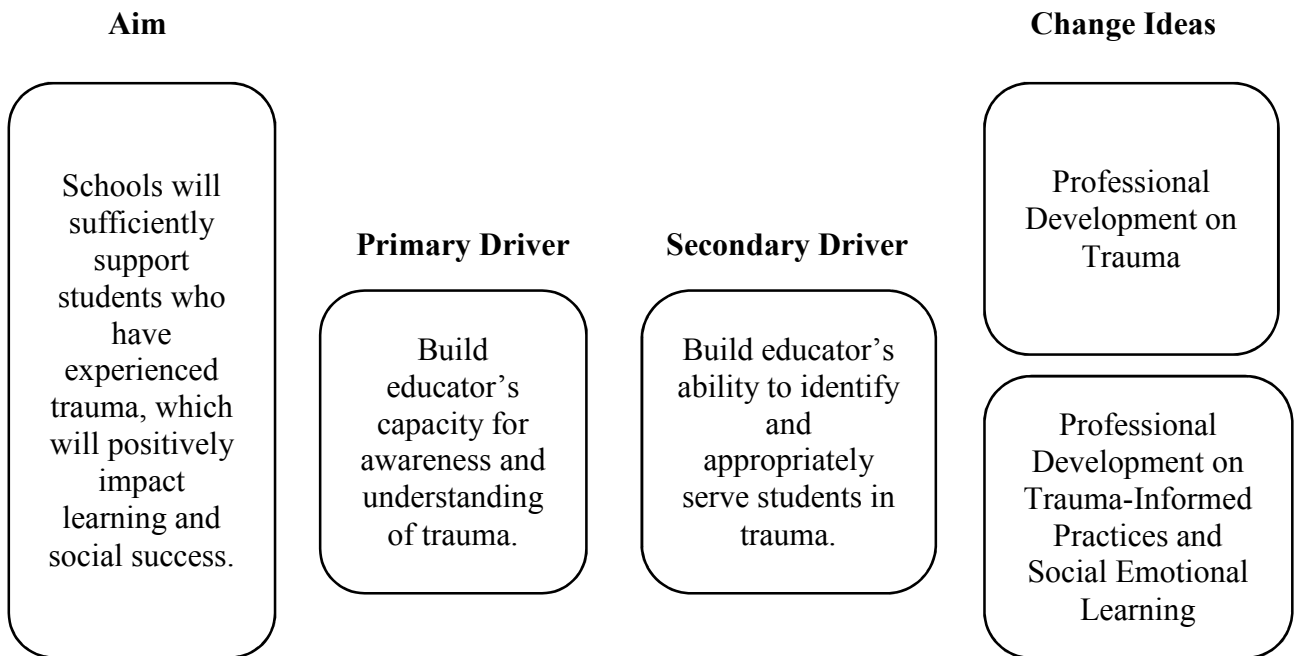 Aim
Schools will
sufficiently
support
students who
have
experienced
trauma, which
will positively
impact
learning and
social success.
Primary Driver
Build
educator’s
capacity for
awareness and
understanding
of trauma.
Secondary Driver
Build educator’s
ability to identify
and
appropriately
serve students in
trauma.
Change Ideas
Professional
Development on
Trauma
Professional
Development on
Trauma-Informed
Practices and
Social Emotional
Learning